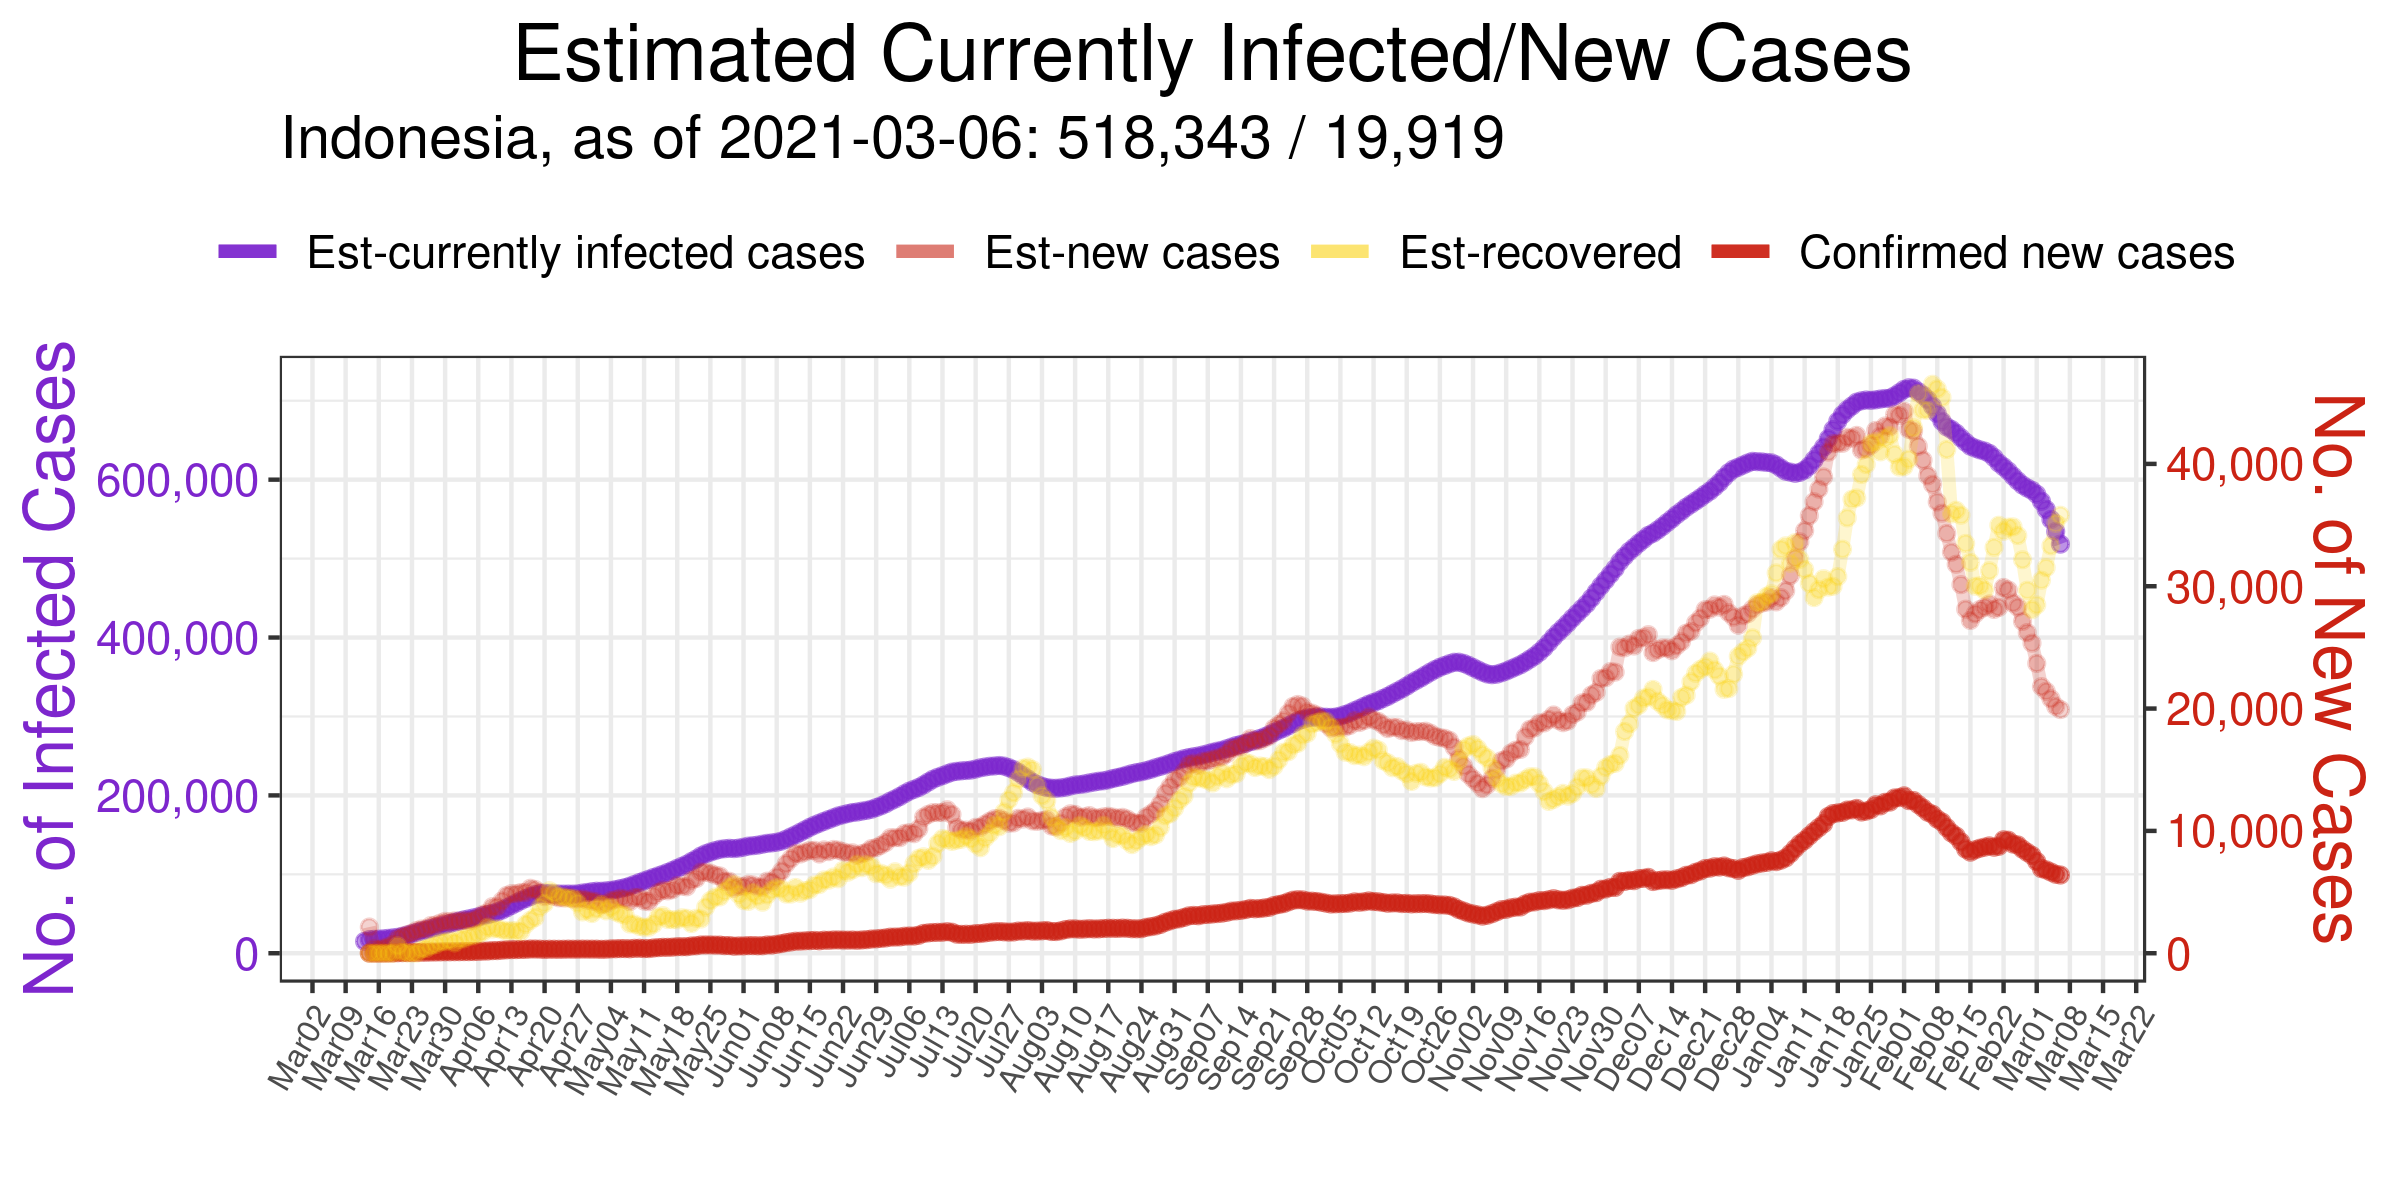 Estimated Currently Infected/New Cases
Indonesia, as of 2021-03-06: 518,343 / 19,919
Est-currently infected cases Est-new cases Est-recovered Confirmed new cases
No. of Infected Cases
600,000
400,000
200,000
0
40,000
30,000
20,000
10,000
0
No. of New Cases
Mar02 Mar09 Mar16 Mar23 Mar30 Apr06 Apr13 Apr20 Apr27 May04 May11 May18 May25 Jun01 Jun08 Jun15 Jun22 Jun29 Jul06 Jul13 Jul20 Jul27 Aug03 Aug10 Aug17 Aug24 Aug31 Sep07 Sep14 Sep21 Sep28 Oct05 Oct12 Oct19 Oct26 Nov02 Nov09 Nov16 Nov23 Nov30 Dec07 Dec14 Dec21 Dec28 Jan04 Jan11 Jan18 Jan25 Feb01 Feb08 Feb15 Feb22 Mar01 Mar08 Mar15 Mar22